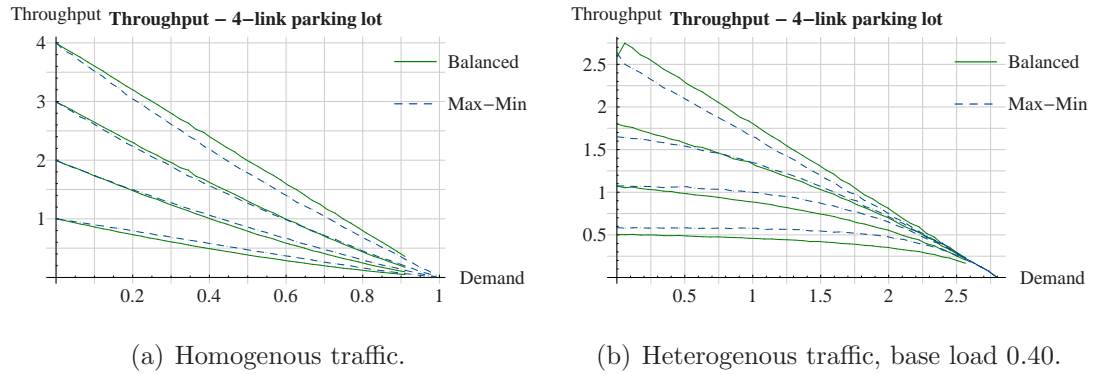 Throughput
Throughput – 4–link parking lot
4
3
2
1
Balanced
Max–Min
Demand
0.2
0.4
0.6
0.8
1
(a) Homogenous traffic.
Throughput
Throughput – 4–link parking lot
2.5
2
1.5
1
0.5
Balanced
Max–Min
Demand
0.5
1
1.5
2
2.5
(b) Heterogenous traffic, base load 0.40.